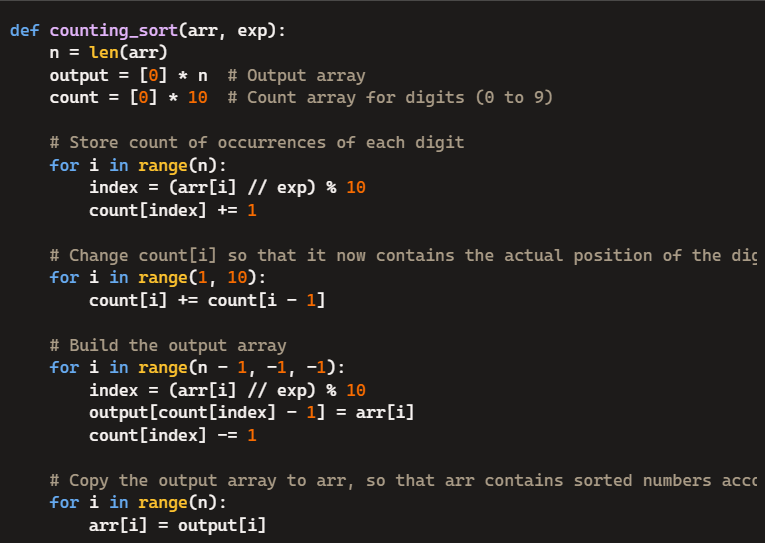 def counting_sort(arr, exp):
    n = len(arr)
    output = [0] * n  # Output array
    count = [0] * 10  # Count array for digits (0 to 9)

    # Store count of occurrences of each digit
    for i in range(n):
        index = (arr[i] // exp) % 10
        count[index] += 1

    # Change count[i] so that it now contains the actual position of the
    for i in range(1, 10):
        count[i] += count[i - 1]

    # Build the output array
    for i in range(n - 1, -1, -1):
        index = (arr[i] // exp) % 10
        output[count[index] - 1] = arr[i]
        count[index] -= 1

    # Copy the output array to arr, so that arr contains sorted numbers
    for i in range(n):
        arr[i] = output[i]